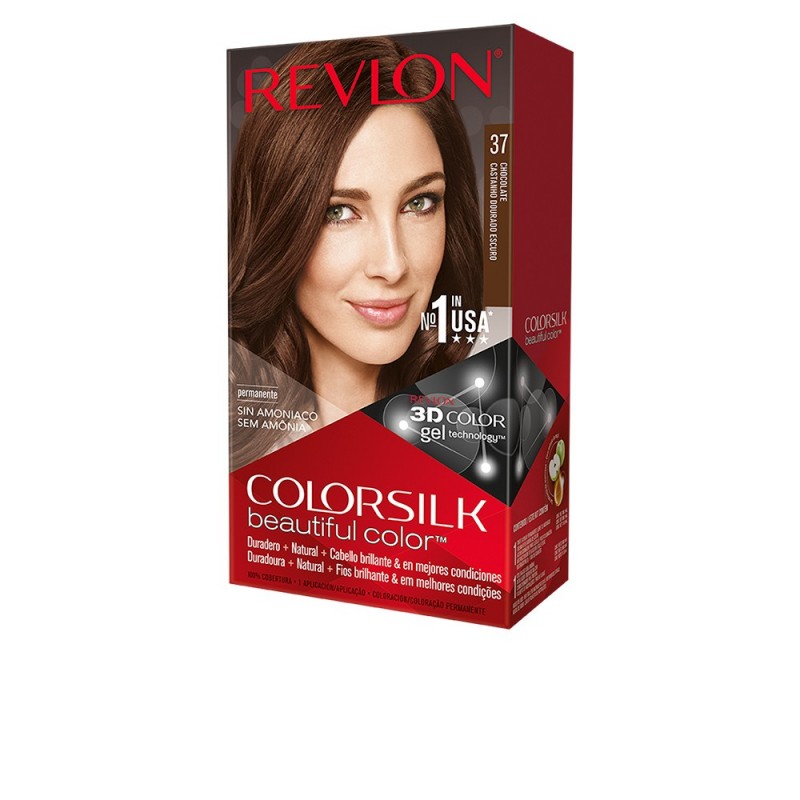 REVLON®
37
CHOCOLATE
CASTANHO DOURADO ESCURO
Nº1 IN USA*
permanente
SIN AMONIACO
SEM AMÔNIA
REVLON
3D COLOR
gel technology™
COLORSILK
beautiful color™
Duradero + Natural + Cabello brillante & en mejores condiciones
Duradoura + Natural + Fios brilhante & em melhores condições
100% COBERTURA • 1 APLICACIÓN/APLICAÇÃO • COLORACIÓN/COLORAÇÃO PERMANENTE
COLORSILK
beautiful color™